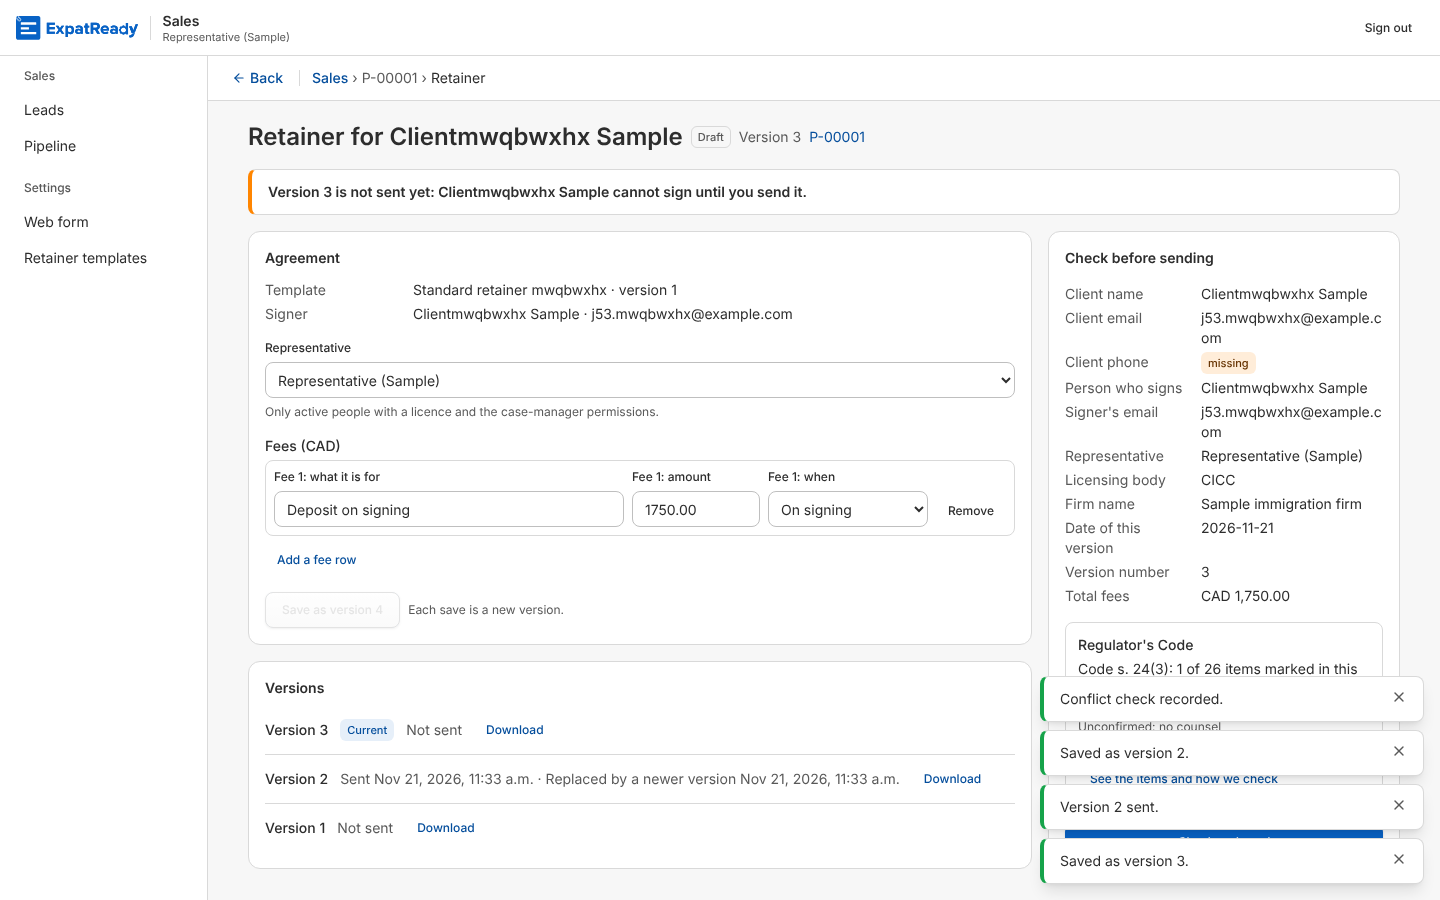 ExpatReady
Sales
Representative (Sample)
Sign out
Sales
Leads
Pipeline
Settings
Web form
Retainer templates
← Back
Sales › P-00001 › Retainer
Retainer for Clientmwqbwxhx Sample Draft Version 3 P-00001
Version 3 is not sent yet: Clientmwqbwxhx Sample cannot sign until you send it.
Agreement
Template Standard retainer mwqbwxhx · version 1
Signer Clientmwqbwxhx Sample · j53.mwqbwxhx@example.com
Representative
Representative (Sample)
Only active people with a licence and the case-manager permissions.
Fees (CAD)
Fee 1: what it is for Fee 1: amount Fee 1: when
Deposit on signing 1750.00 On signing Remove
Add a fee row
Save as version 4 Each save is a new version.
Versions
Version 3 Current Not sent Download
Version 2 Sent Nov 21, 2026, 11:33 a.m. · Replaced by a newer version Nov 21, 2026, 11:33 a.m. Download
Version 1 Not sent Download
Check before sending
Client name Clientmwqbwxhx Sample
Client email j53.mwqbwxhx@example.c
om
Client phone missing
Person who signs Clientmwqbwxhx Sample
Signer's email j53.mwqbwxhx@example.c
om
Representative Representative (Sample)
Licensing body CICC
Firm name Sample immigration firm
Date of this 2026-11-21
version
Version number 3
Total fees CAD 1,750.00
Regulator's Code
Code s. 24(3): 1 of 26 items marked in this
Conflict check recorded.
Unconfirmed: no counsel
Saved as version 2.
See the items and how we check
Version 2 sent.
Saved as version 3.